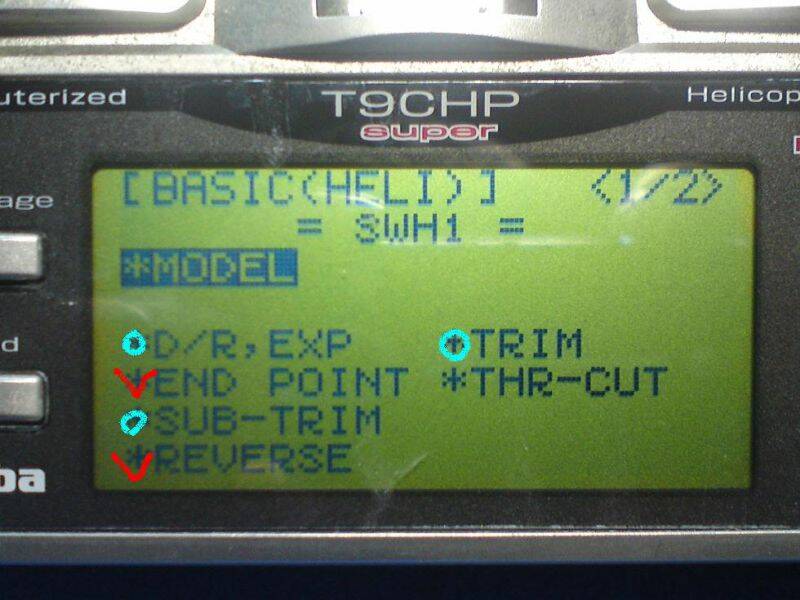 uterized
T9CHP
Helicop
super
age
[BASIC(HELI)] <1/2>
= SWH1 =
*MODEL
d
D/R,EXP *TRIM
*END POINT *THR-CUT
SUB-TRIM
*REVERSE
ba